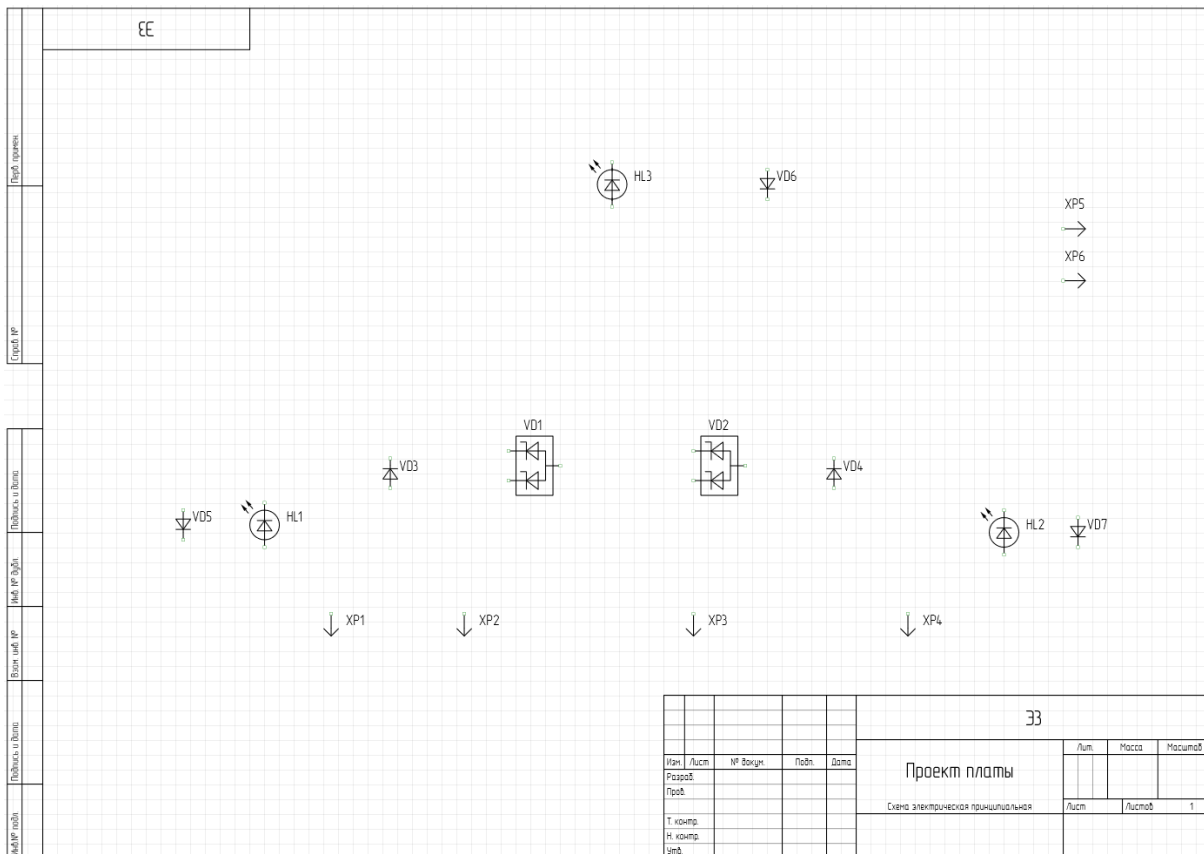 Э3
Перв. примен.
HL3
VD6
XP5
XP6
Справ. №
VD1
VD2
VD3
VD4
Подпись и дата
VD5
HL1
HL2
VD7
Инв. № дубл.
XP1
XP2
XP3
XP4
Взам. инв. №
Подпись и дата
Инв.№ подл.
Э3
Изм. Лист № докум. Подп. Дата
Лит. Масса Масштаб
Разраб.
Проект платы
Пров.
Схема электрическая принципиальная
Лист Листов 1
Т. контр.
Н. контр.
Утв.